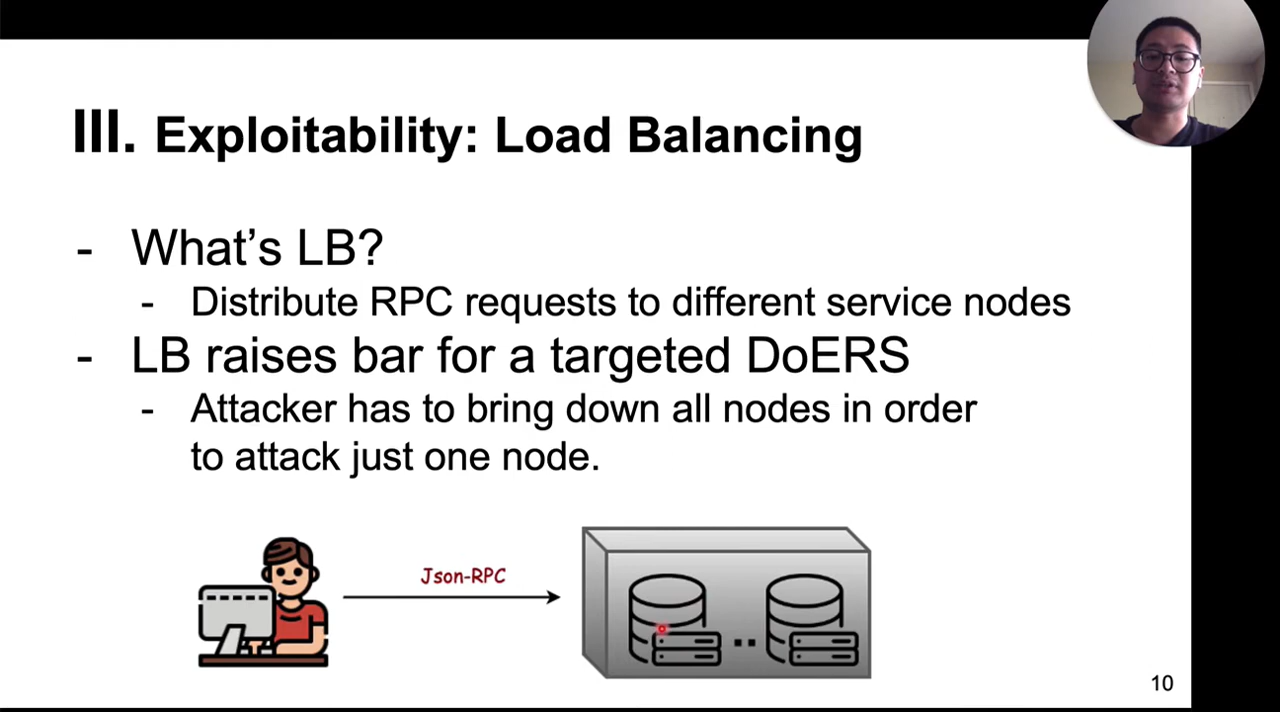 III. Exploitability: Load Balancing
- What's LB?
- Distribute RPC requests to different service nodes
- LB raises bar for a targeted DoERS
- Attacker has to bring down all nodes in order
to attack just one node.
Json-RPC
10